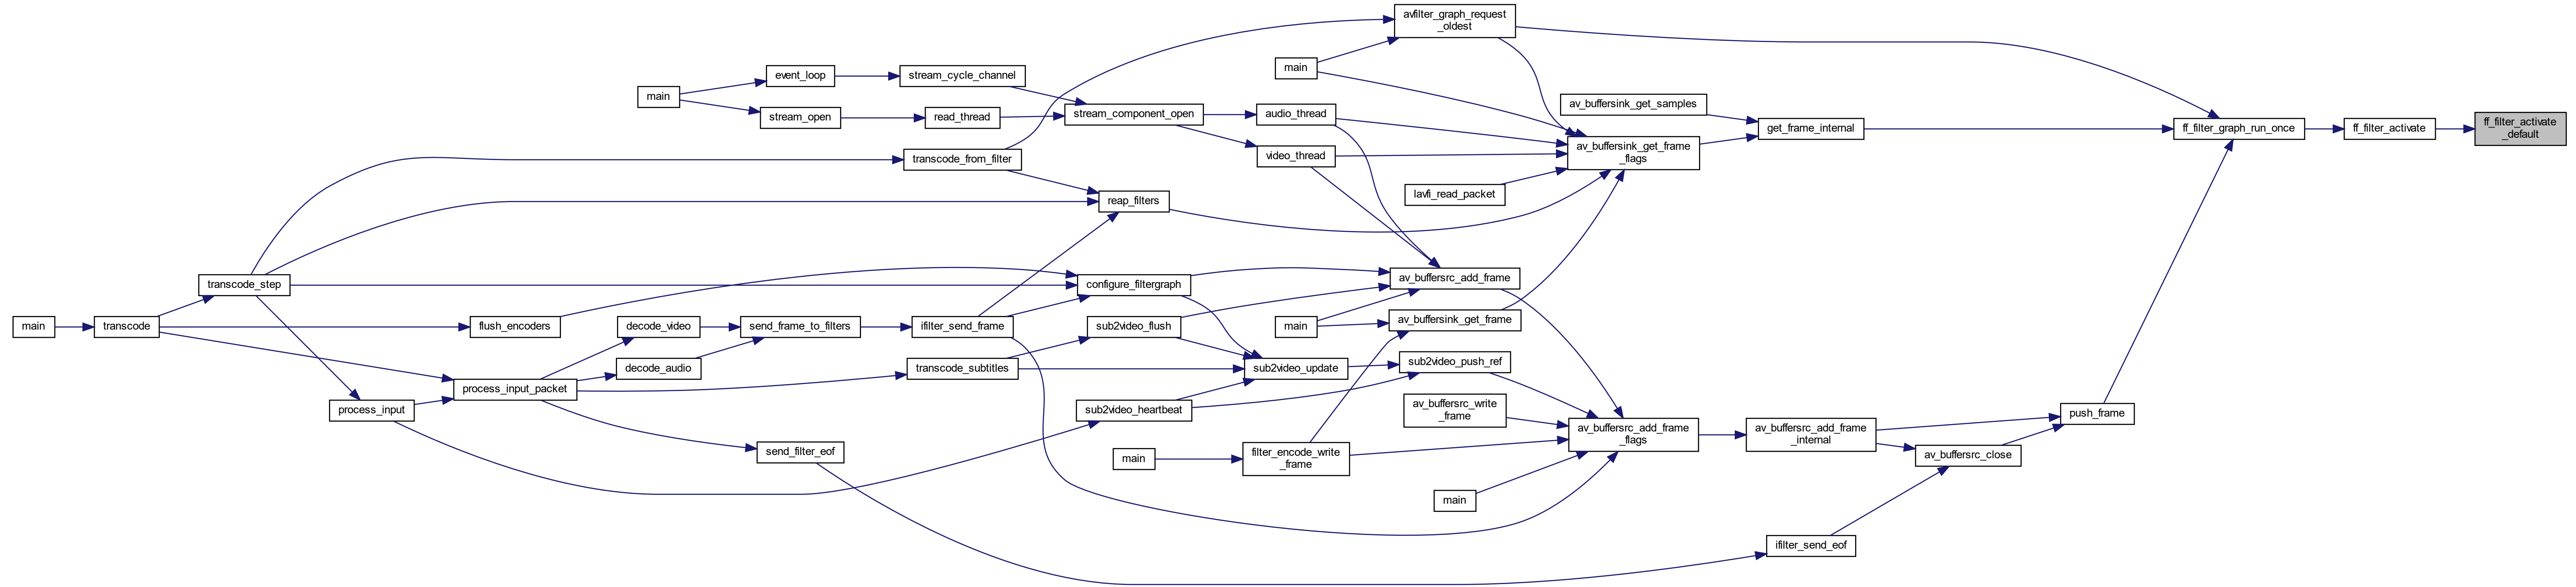 avfilter_graph_request
_oldest
event_loop
stream_cycle_channel
main
main
av_buffersink_get_samples
stream_open
read_thread
stream_component_open
audio_thread
get_frame_internal
ff_filter_graph_run_once
ff_filter_activate
ff_filter_activate
_default
transcode_from_filter
video_thread
av_buffersink_get_frame
_flags
lavfi_read_packet
reap_filters
transcode_step
configure_filtergraph
av_buffersrc_add_frame
main
transcode
flush_encoders
decode_video
send_frame_to_filters
ifilter_send_frame
sub2video_flush
main
av_buffersink_get_frame
decode_audio
transcode_subtitles
sub2video_update
sub2video_push_ref
process_input_packet
process_input
sub2video_heartbeat
av_buffersrc_write
_frame
push_frame
av_buffersrc_add_frame
_flags
av_buffersrc_add_frame
_internal
send_filter_eof
main
filter_encode_write
_frame
av_buffersrc_close
main
ifilter_send_eof